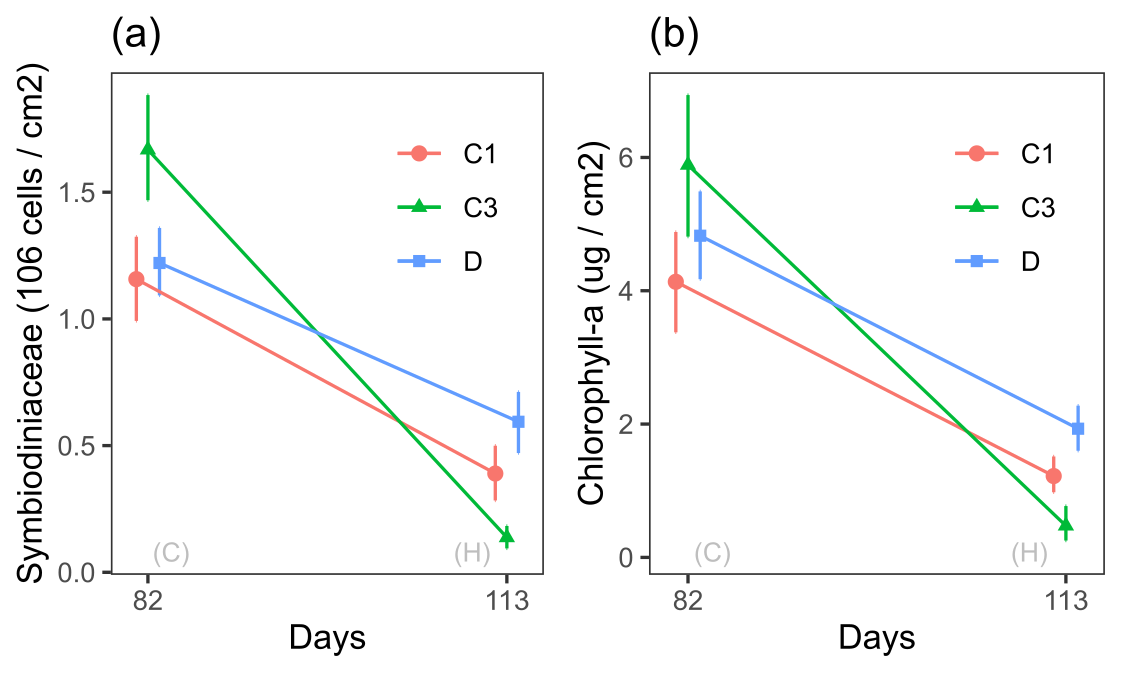 (a)
Symbiodiniaceae (106 cells / cm2)
1.5
1.0
0.5
0.0
C1
C3
D
(C)
(H)
82
113
Days
(b)
Chlorophyll-a (ug / cm2)
6
4
2
0
C1
C3
D
(C)
(H)
82
113
Days